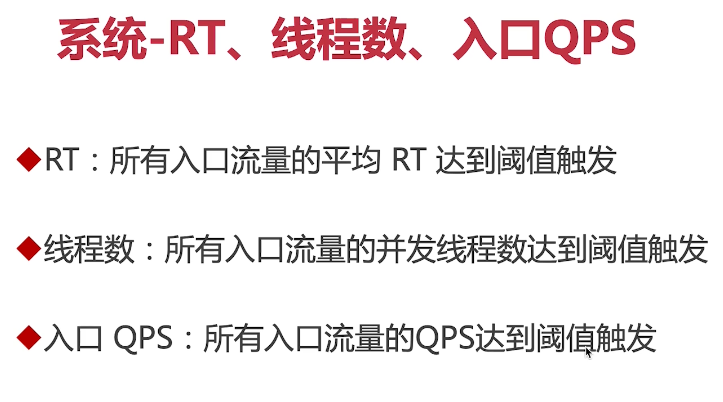 系统-RT、线程数、入口QPS
◆RT：所有入口流量的平均 RT 达到阈值触发
◆线程数：所有入口流量的并发线程数达到阈值触发
◆入口 QPS：所有入口流量的QPS达到阈值触发